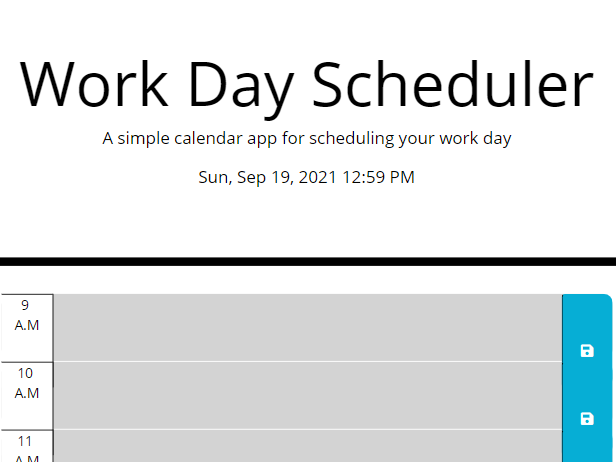 Work Day Scheduler
A simple calendar app for scheduling your work day
Sun, Sep 19, 2021 12:59 PM
9
A.M
10
A.M
11
A.M